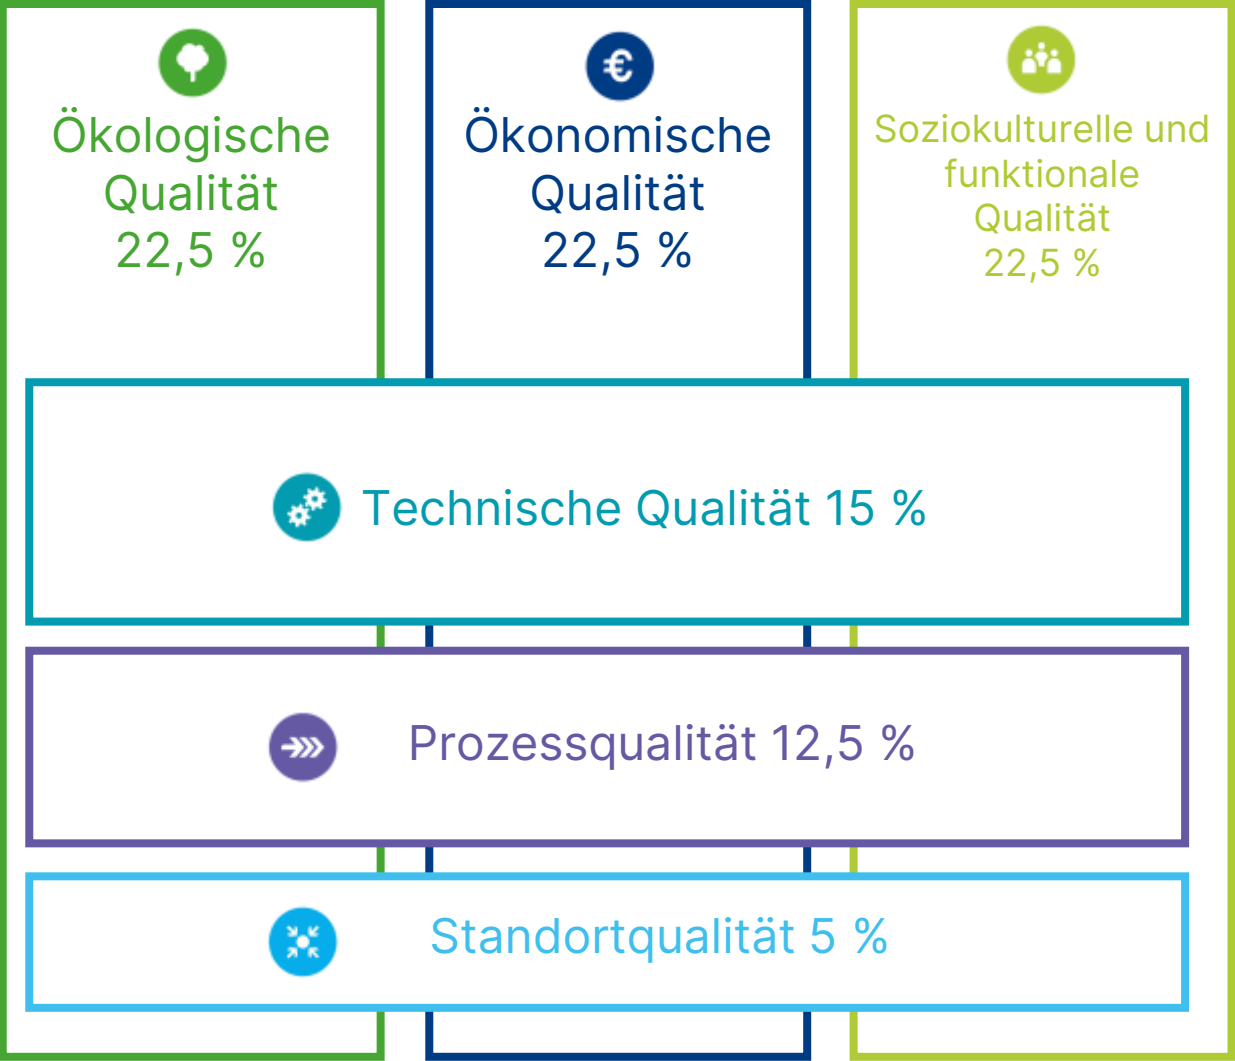 Ökologische
Qualität
22,5 %
Ökonomische
Qualität
22,5 %
Soziokulturelle und
funktionale
Qualität
22,5 %
Technische Qualität 15 %
Prozessqualität 12,5 %
Standortqualität 5 %